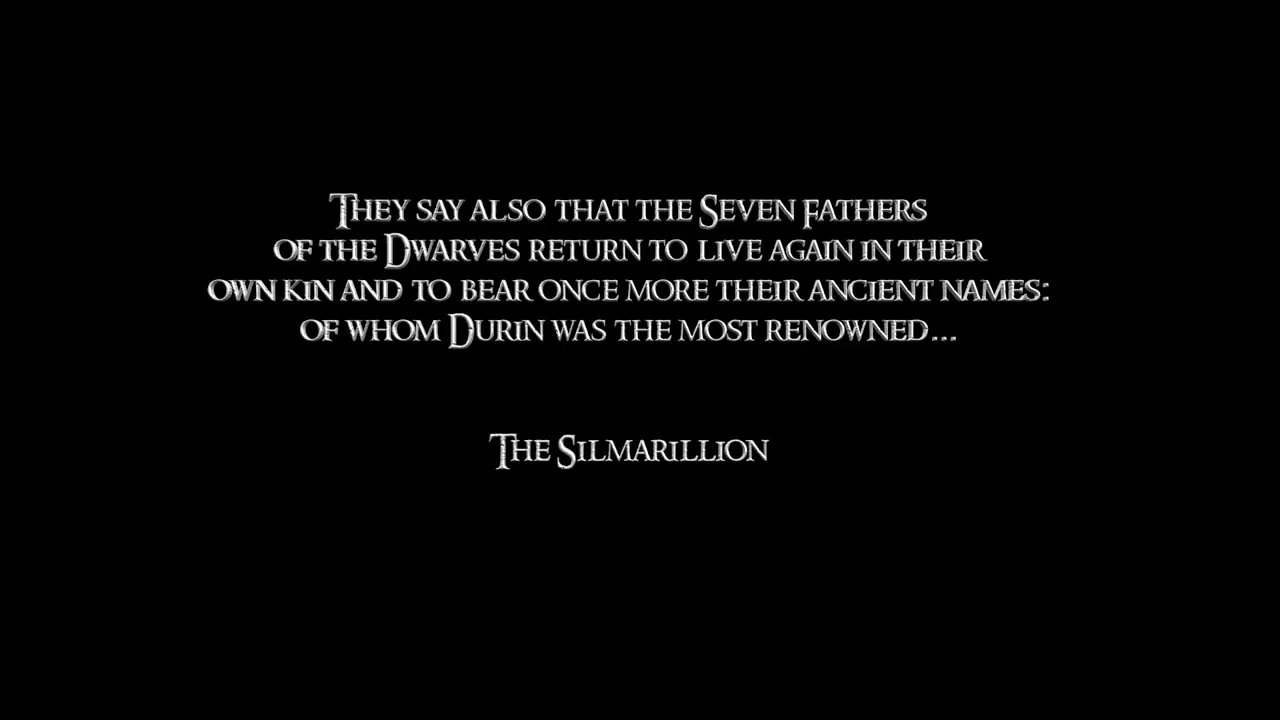 They say also that the Seven Fathers
of the Dwarves return to live again in their
own kin and to bear once more their ancient names:
of whom Durin was the most renowned...
The Silmarillion